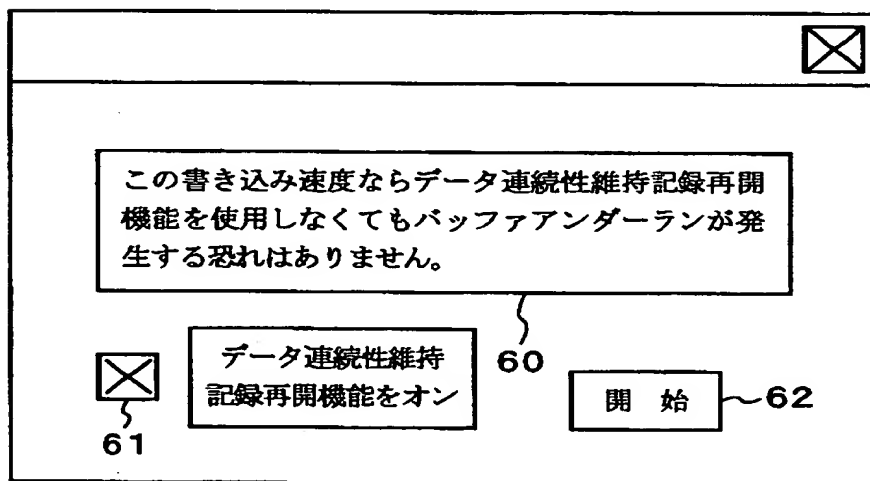 この書き込み速度ならデータ連続性維持記録再開
機能を使用しなくてもバッファアンダーランが発
生する恐れはありません。
60
データ連続性維持
記録再開機能をオン
61
開 始
62